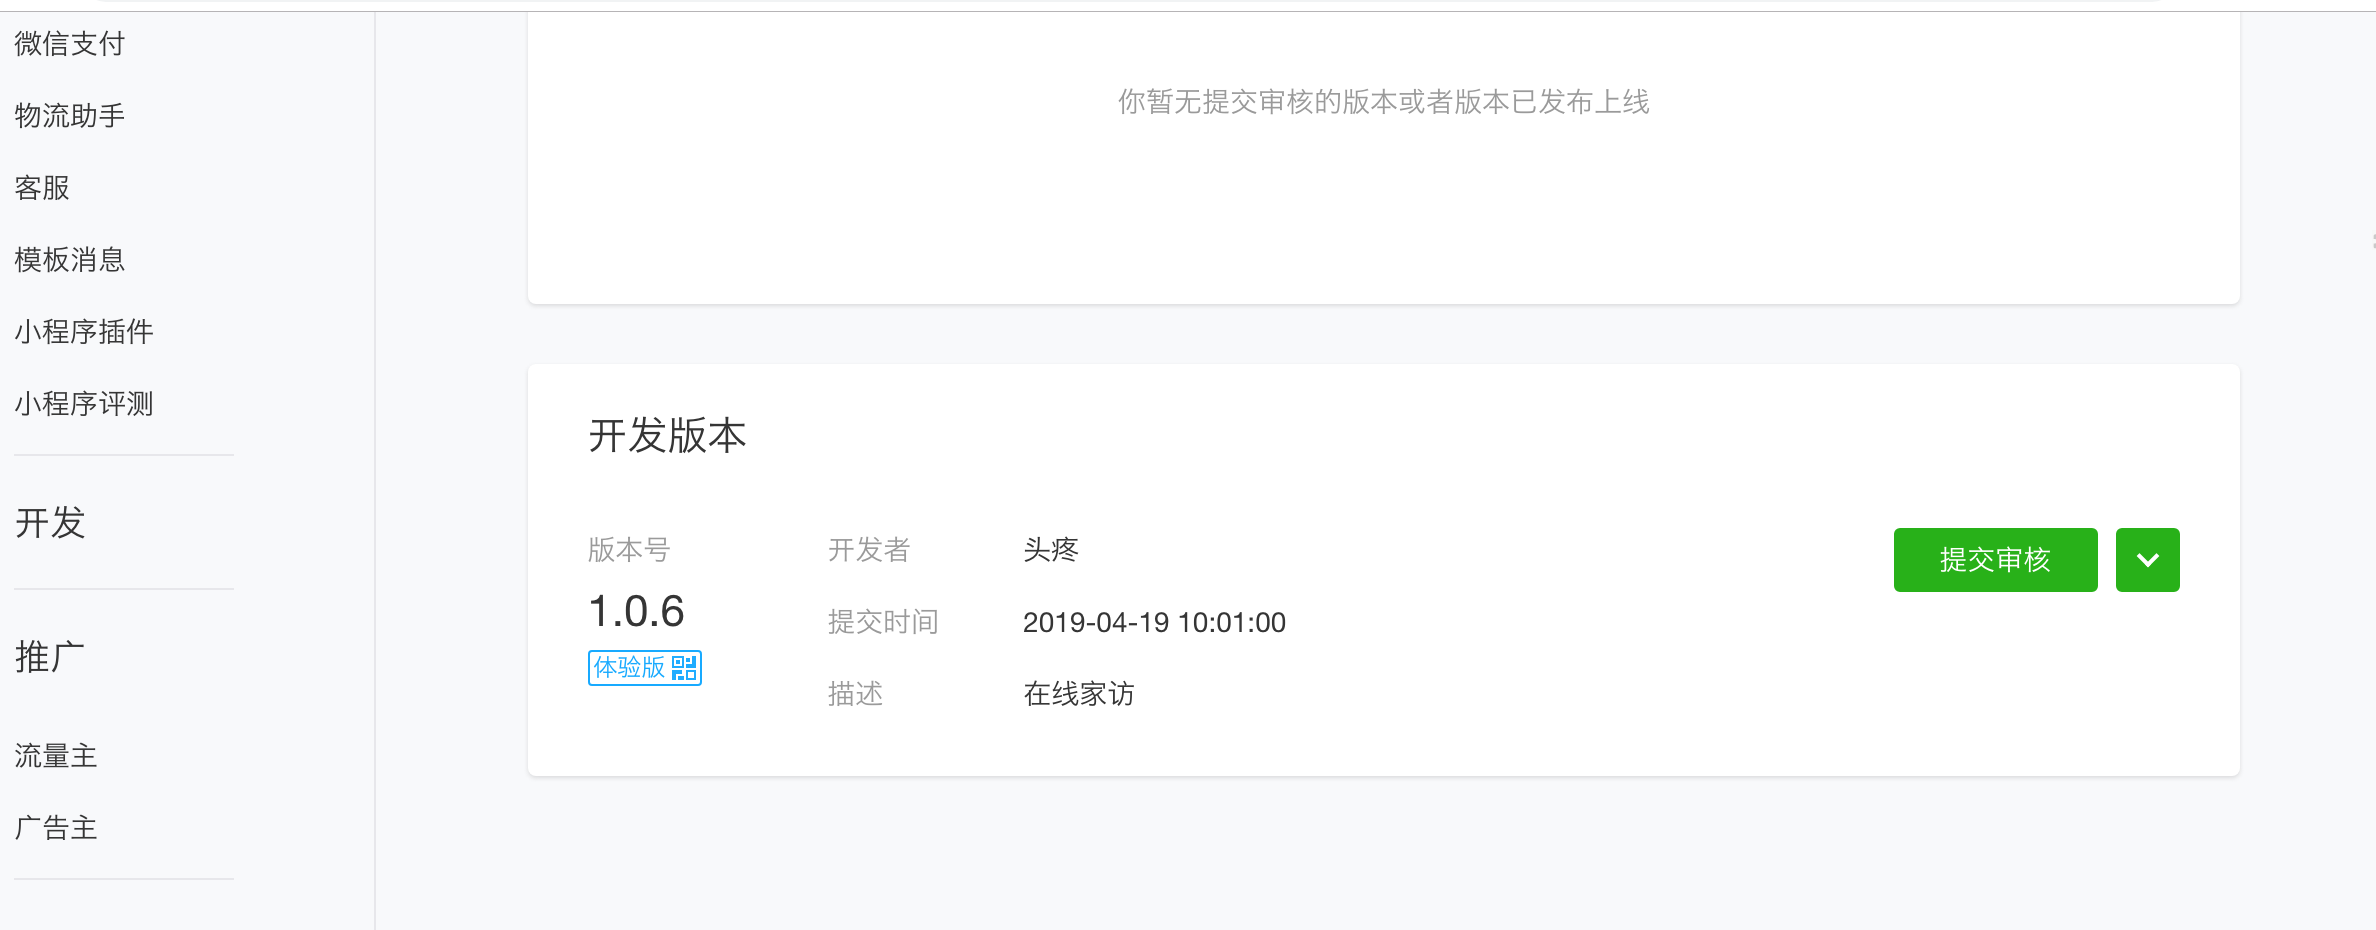 微信支付
物流助手
客服
模板消息
小程序插件
小程序评测
开发
推广
流量主
广告主
你暂无提交审核的版本或者版本已发布上线
开发版本
版本号
1.0.6
体验版
开发者 头疼
提交时间 2019-04-19 10:01:00
描述 在线家访
提交审核